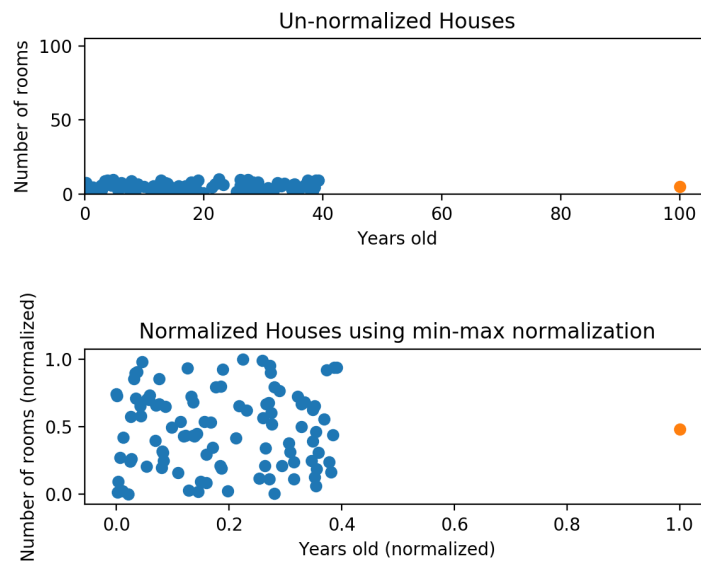 Un-normalized Houses
Number of rooms
100
50
0
0 20 40 60 80 100
Years old
Normalized Houses using min-max normalization
Number of rooms (normalized)
1.0
0.5
0.0
0.0 0.2 0.4 0.6 0.8 1.0
Years old (normalized)